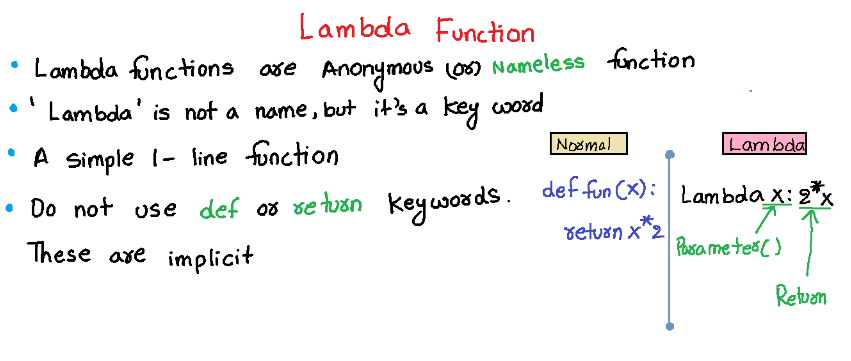 Lambda Function
• Lambda functions are Anonymous (or) Nameless function
• 'Lambda' is not a name, but it's a key word
• A simple 1-line function
• Do not use def or return keywords.
These are implicit
Normal
def fun(x):
return x*2
Lambda
Lambda x: 2*x
Parameter()
Return